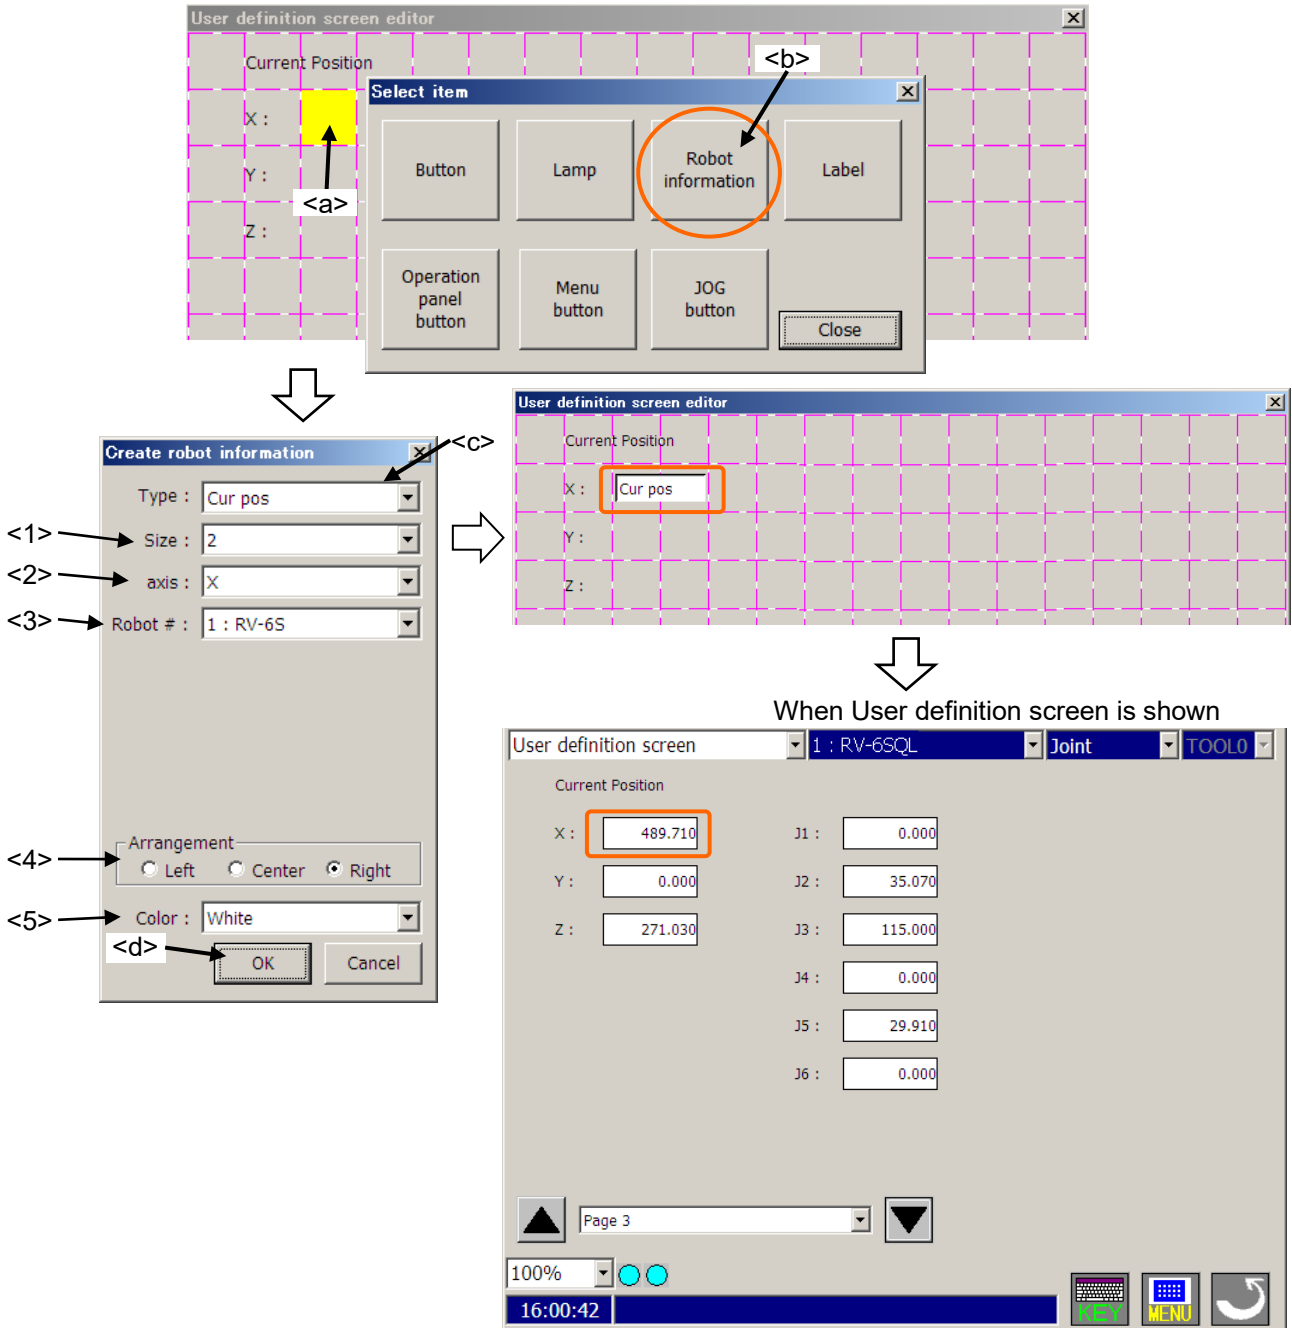 User definition screen editor
Current Position
<b>
Select item
X :
Y :
Z :
<a>
Button
Lamp
Robot
information
Label
Operation
panel
button
Menu
button
JOG
button
Close
Create robot information
<c>
Type : Cur pos
<1> Size : 2
<2> axis : X
<3> Robot # : 1 : RV-6S
<4> Arrangement
Left Center Right
<5> Color : White
<d> OK Cancel
User definition screen editor
Current Position
X : Cur pos
Y :
Z :
When User definition screen is shown
User definition screen 1 : RV-6SQL Joint TOOL0
Current Position
X : 489.710 J1 : 0.000
Y : 0.000 J2 : 35.070
Z : 271.030 J3 : 115.000
J4 : 0.000
J5 : 29.910
J6 : 0.000
Page 3
100%
16:00:42
KEY MENU